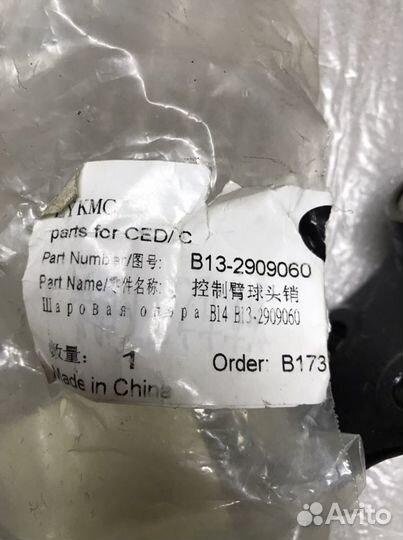 YKMC
parts for CED/ C
Part Number/图号: B13-2909060
Part Name/零件名称: 控制臂球头销
Шаровая опора B14 B13-2909060
数量: 1 Order: B173
Made in China
Avito